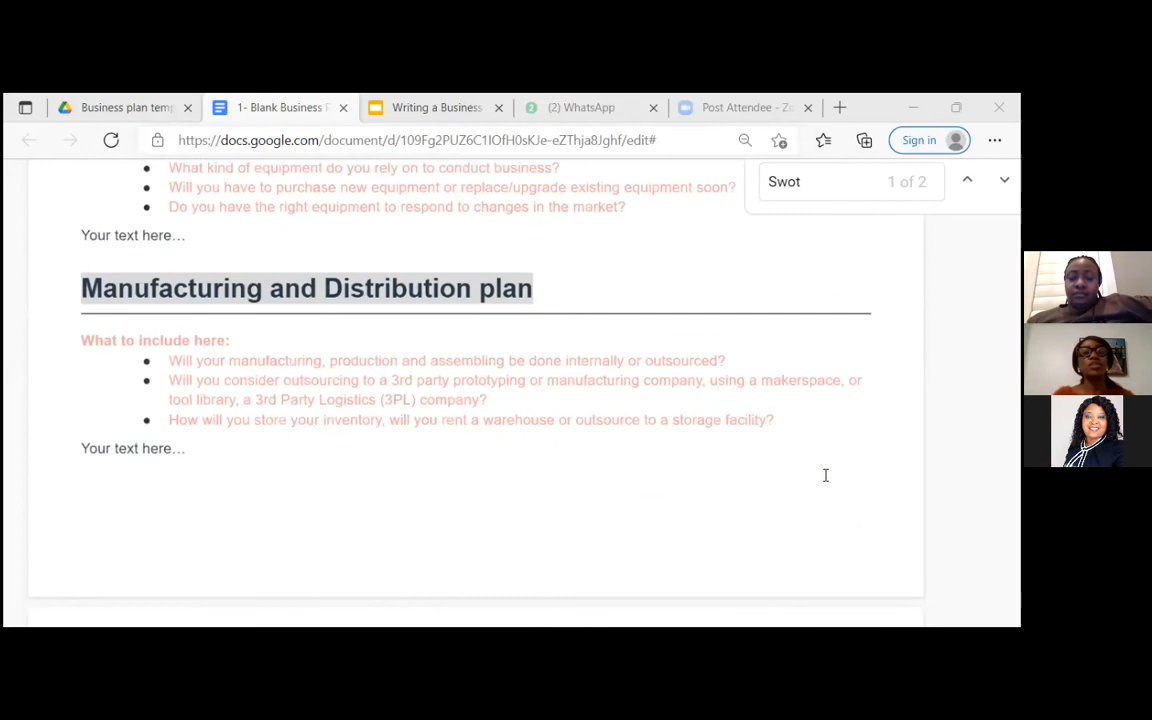 Business plan temp
1- Blank Business P
Writing a Business
(2) WhatsApp
Post Attendee - Zo
https://docs.google.com/document/d/109Fg2PUZ6C1IOfH0sKJe-eZThja8Jghf/edit#
Sign in
What kind of equipment do you rely on to conduct business?
Will you have to purchase new equipment or replace/upgrade existing equipment soon?
Do you have the right equipment to respond to changes in the market?
Swot 1 of 2
Your text here…
Manufacturing and Distribution plan
What to include here:
Will your manufacturing, production and assembling be done internally or outsourced?
Will you consider outsourcing to a 3rd party prototyping or manufacturing company, using a makerspace, or
tool library, a 3rd Party Logistics (3PL) company?
How will you store your inventory, will you rent a warehouse or outsource to a storage facility?
Your text here…